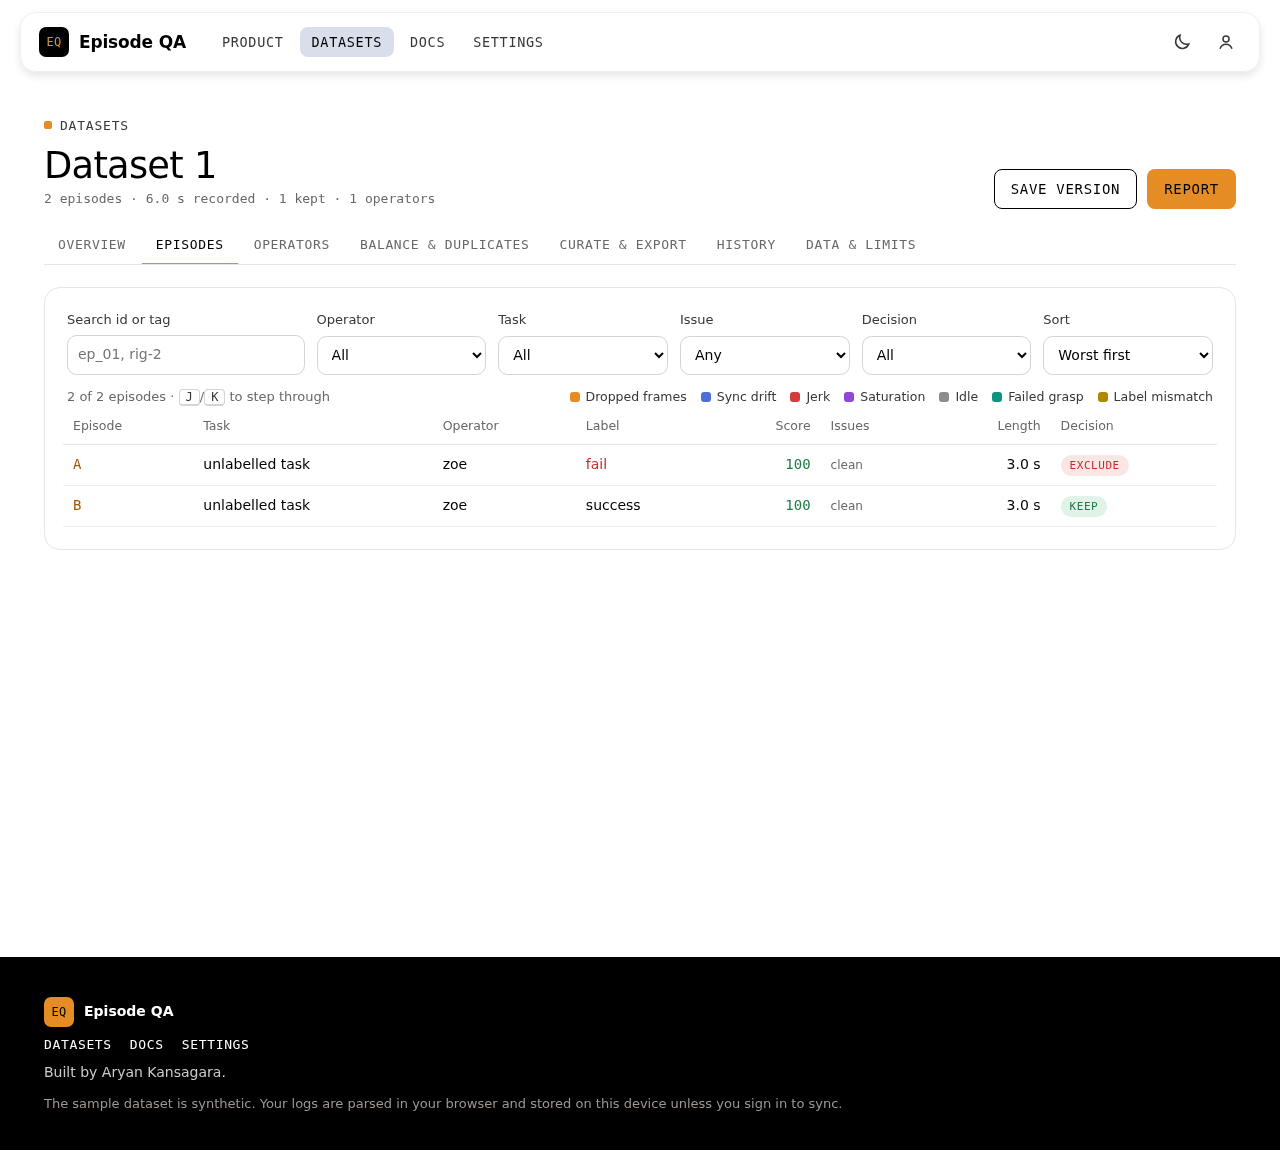 EQ Episode QA PRODUCT DATASETS DOCS SETTINGS
DATASETS
Dataset 1
2 episodes · 6.0 s recorded · 1 kept · 1 operators
SAVE VERSION REPORT
OVERVIEW EPISODES OPERATORS BALANCE & DUPLICATES CURATE & EXPORT HISTORY DATA & LIMITS
Search id or tag Operator Task Issue Decision Sort
ep_01, rig-2 All All Any All Worst first
2 of 2 episodes · J/K to step through Dropped frames Sync drift Jerk Saturation Idle Failed grasp Label mismatch
Episode Task Operator Label Score Issues Length Decision
A unlabelled task zoe fail 100 clean 3.0 s EXCLUDE
B unlabelled task zoe success 100 clean 3.0 s KEEP
EQ Episode QA
DATASETS DOCS SETTINGS
Built by Aryan Kansagara.
The sample dataset is synthetic. Your logs are parsed in your browser and stored on this device unless you sign in to sync.